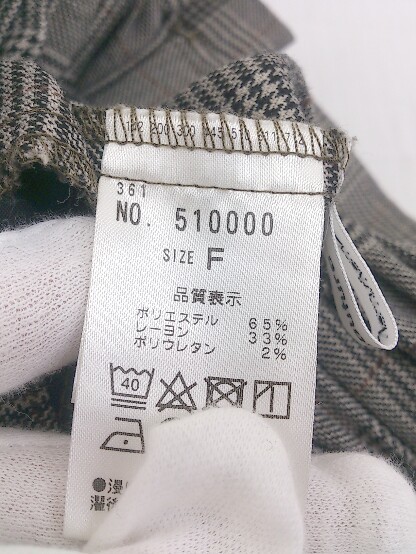 361
NO. 510000
SIZE F
品質表示
ポリエステル 65%
レーヨン 33%
ポリウレタン 2%
40